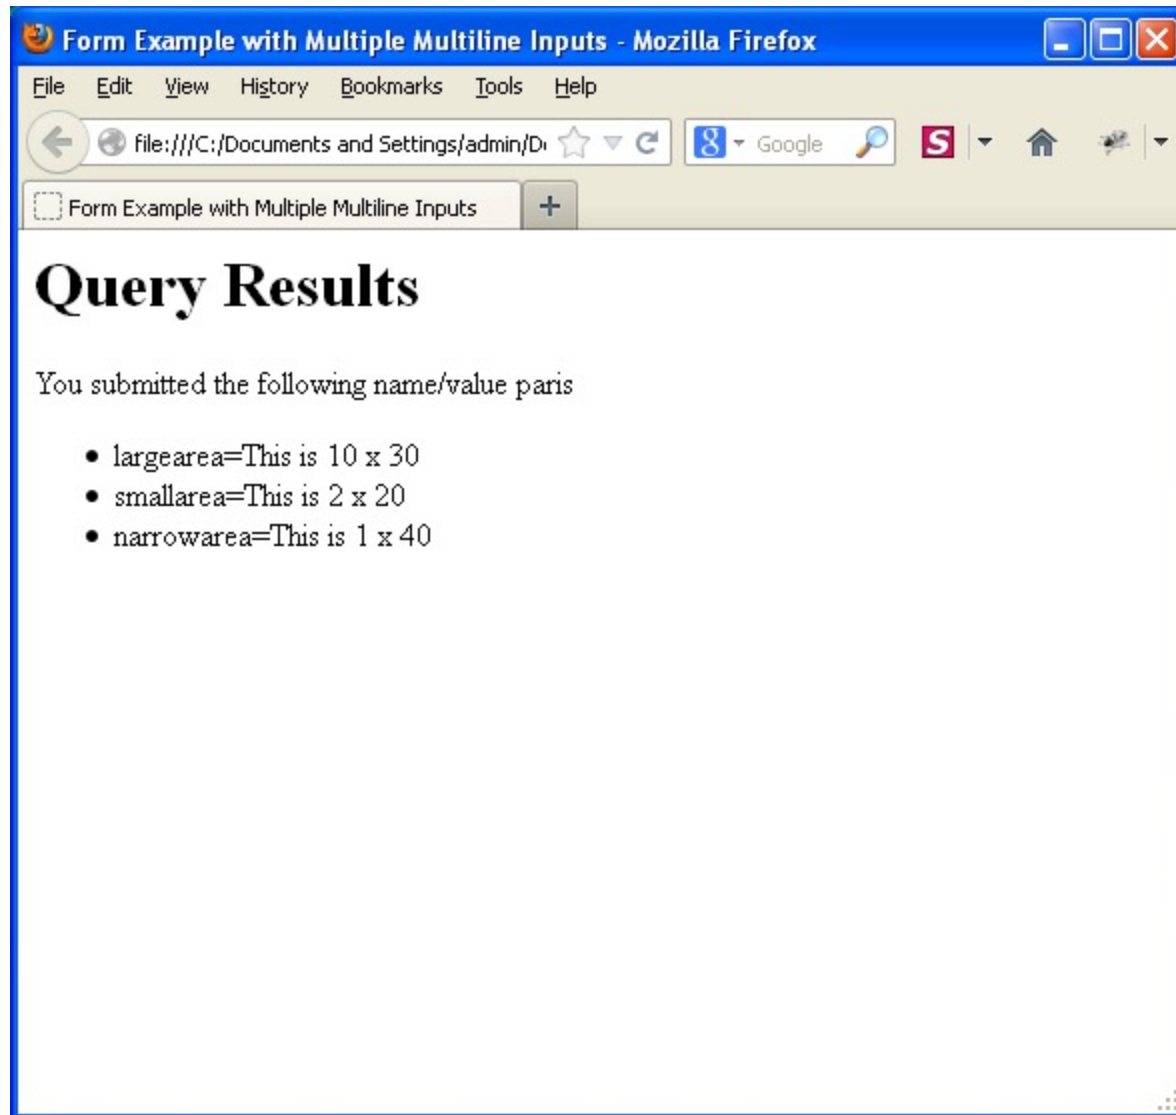 Form Example with Multiple Multiline Inputs - Mozilla Firefox
File Edit View History Bookmarks Tools Help
file:///C:/Documents and Settings/admin/D
8 Google S
Form Example with Multiple Multiline Inputs +
Query Results
You submitted the following name/value paris
• largearea=This is 10 x 30
• smallarea=This is 2 x 20
• narrowarea=This is 1 x 40